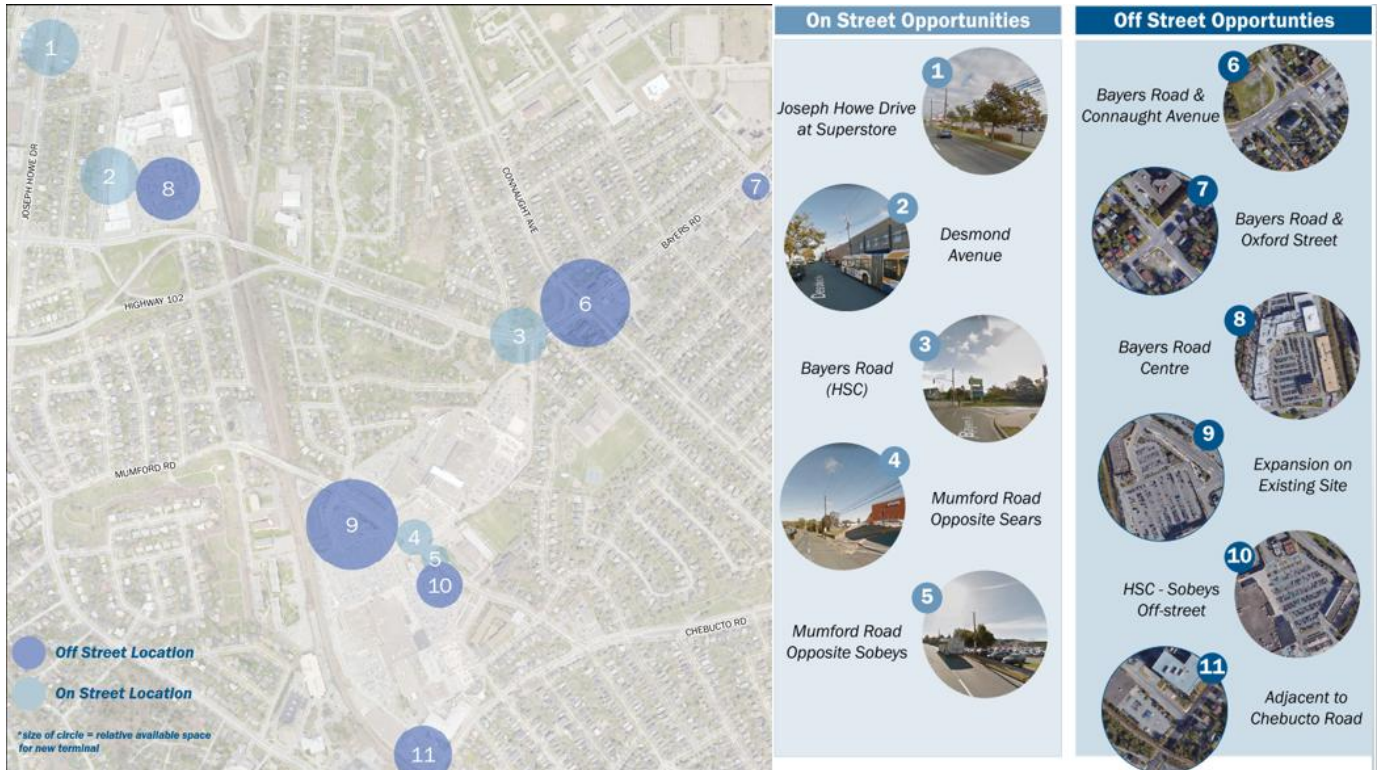 1
JOSEPH HOWE DR
2
8
CONNAUGHT AVE
7
BAYERS RD
HIGHWAY 102
6
3
MUMFORD RD
9
4
5
10
CHEBUCTO RD
11
Off Street Location
On Street Location
*size of circle = relative available space
for new terminal
On Street Opportunities
1
Joseph Howe Drive
at Superstore
2
Desmond
Avenue
3
Bayers Road
(HSC)
4
Mumford Road
Opposite Sears
5
Mumford Road
Opposite Sobeys
Off Street Opportunties
6
Bayers Road &
Connaught Avenue
7
Bayers Road &
Oxford Street
8
Bayers Road
Centre
9
Expansion on
Existing Site
10
HSC - Sobeys
Off-street
11
Adjacent to
Chebucto Road